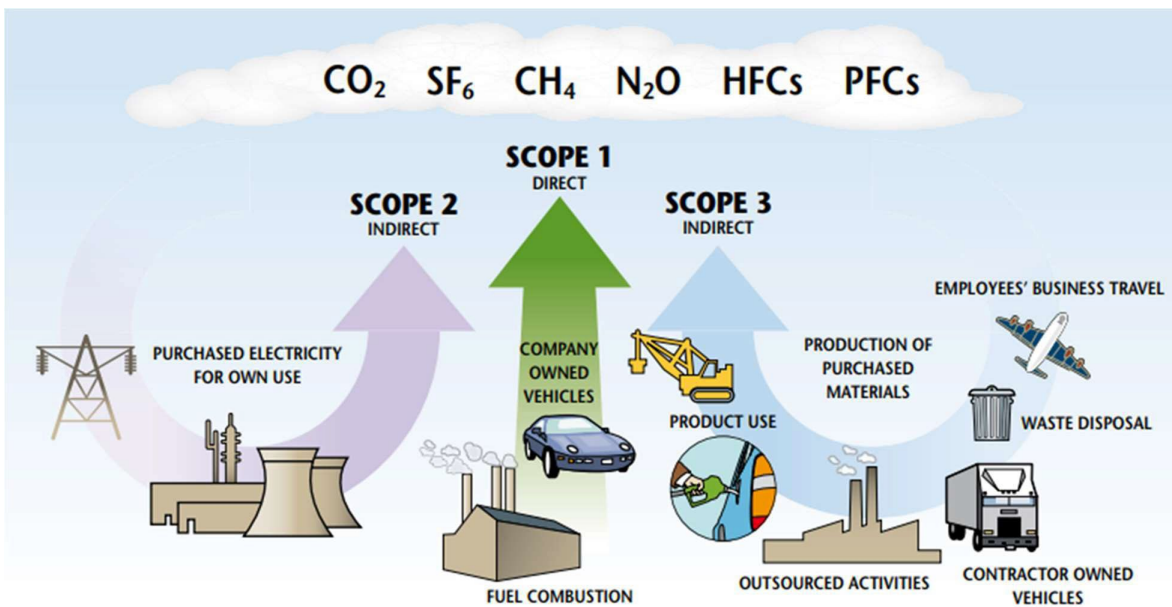 CO₂ SF₆ CH₄ N₂O HFCs PFCs
SCOPE 1
DIRECT
SCOPE 2
INDIRECT
SCOPE 3
INDIRECT
EMPLOYEES' BUSINESS TRAVEL
PURCHASED ELECTRICITY
FOR OWN USE
COMPANY
OWNED
VEHICLES
PRODUCTION OF
PURCHASED
MATERIALS
PRODUCT USE
WASTE DISPOSAL
FUEL COMBUSTION
OUTSOURCED ACTIVITIES
CONTRACTOR OWNED
VEHICLES